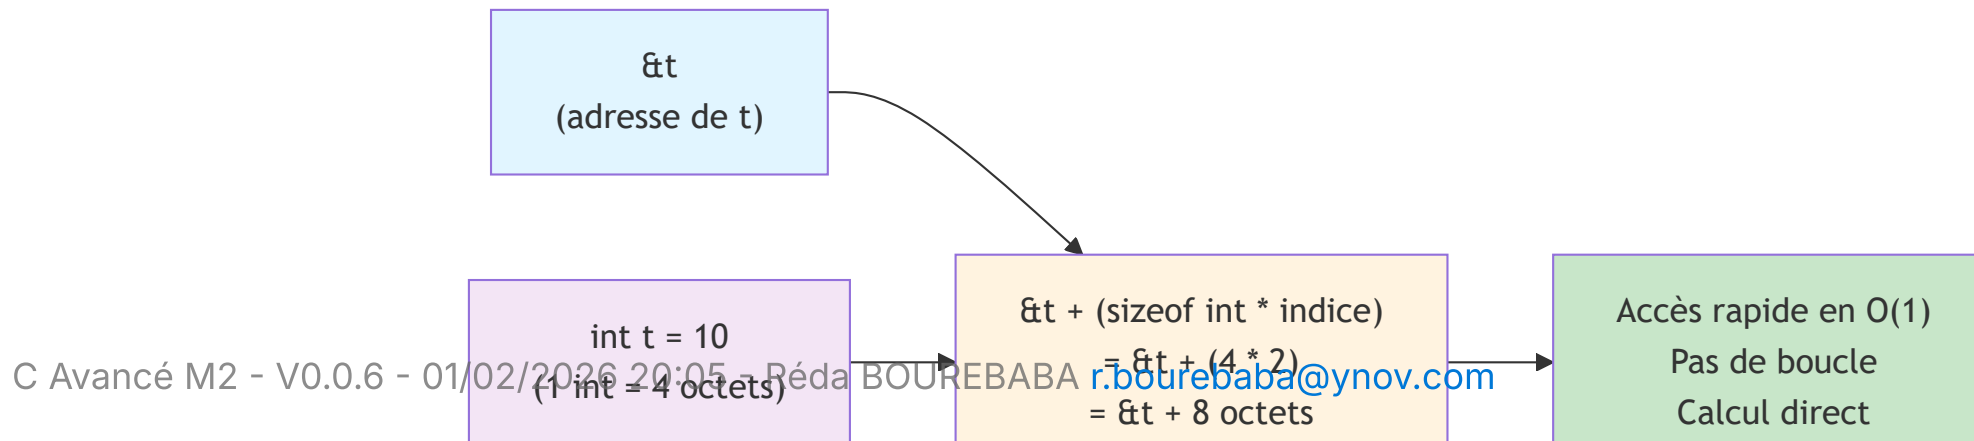 &t
(adresse de t)
int t = 10
(1 int = 4 octets)
&t + (sizeof int * indice)
= &t + (4 * 2)
= &t + 8 octets
Accès rapide en O(1)
Pas de boucle
Calcul direct
C Avancé M2 - V0.0.6 - 01/02/2026 20:05 - Réda BOUREBABA r.bourebaba@ynov.com